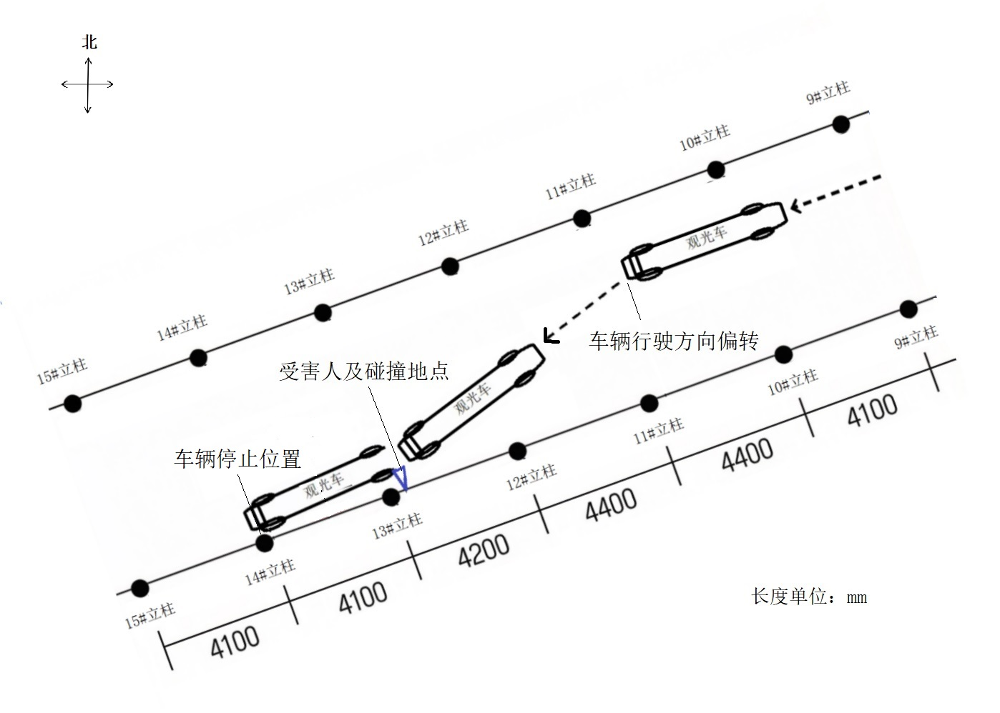 北
9#立柱
10#立柱
11#立柱
12#立柱
13#立柱
14#立柱
15#立柱
观光车
车辆行驶方向偏转
受害人及碰撞地点
观光车
车辆停止位置
观光车
9#立柱
10#立柱
11#立柱
12#立柱
13#立柱
14#立柱
15#立柱
4100
4400
4400
4200
4100
4100
长度单位：mm